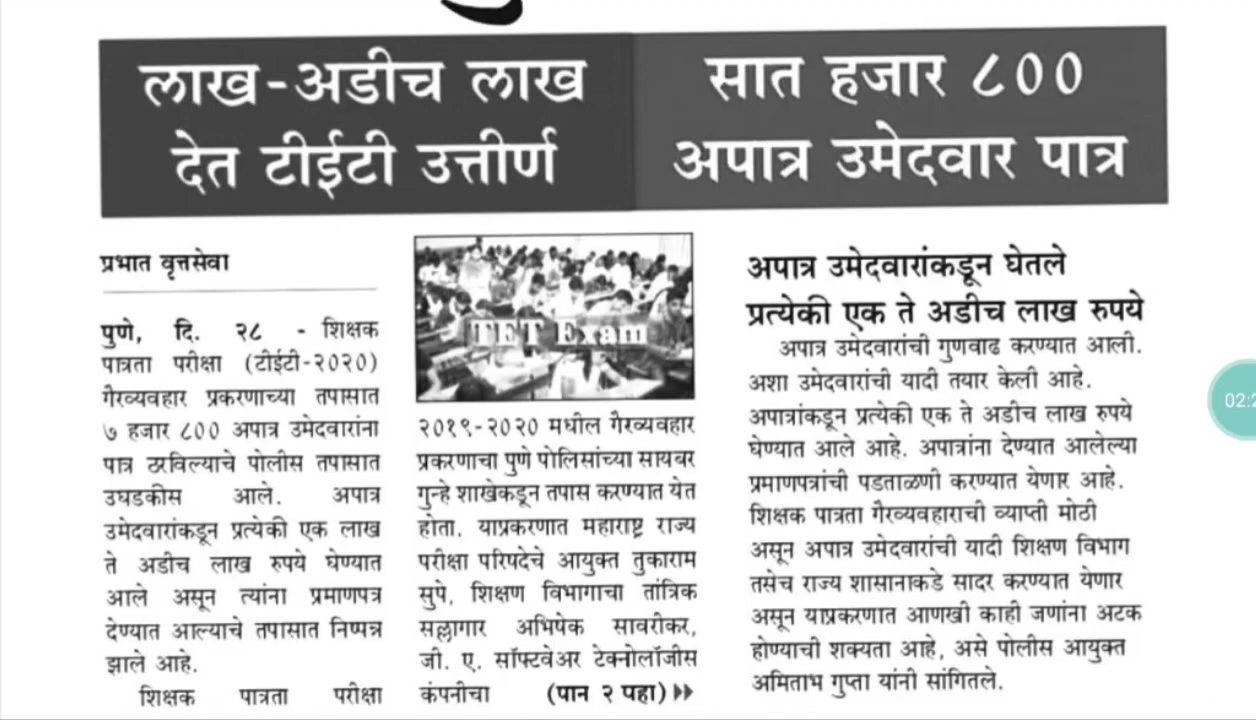 लाख-अडीच लाख
देत टीईटी उत्तीर्ण
सात हजार ८००
अपात्र उमेदवार पात्र
प्रभात वृत्तसेवा
पुणे, दि. २८ - शिक्षक
पात्रता परीक्षा (टीईटी-२०२०)
गैरव्यवहार प्रकरणाच्या तपासात
७ हजार ८०० अपात्र उमेदवारांना
पात्र ठरविल्याचे पोलीस तपासात
उघडकीस आले. अपात्र
उमेदवारांकडून प्रत्येकी एक लाख
ते अडीच लाख रुपये घेण्यात
आले असून त्यांना प्रमाणपत्र
देण्यात आल्याचे तपासात निष्पन्न
झाले आहे.
शिक्षक पात्रता परीक्षा
TET Exam
२०१९-२०२० मधील गैरव्यवहार
प्रकरणाचा पुणे पोलिसांच्या सायबर
गुन्हे शाखेकडून तपास करण्यात येत
होता. याप्रकरणात महाराष्ट्र राज्य
परीक्षा परिषदेचे आयुक्त तुकाराम
सुपे, शिक्षण विभागाचा तांत्रिक
सल्लागार अभिषेक सावरीकर,
जी. ए. सॉफ्टवेअर टेक्नोलॉजीस
कंपनीचा (पान २ पहा)
अपात्र उमेदवारांकडून घेतले
प्रत्येकी एक ते अडीच लाख रुपये
अपात्र उमेदवारांची गुणवाढ करण्यात आली.
अशा उमेदवारांची यादी तयार केली आहे.
अपात्रांकडून प्रत्येकी एक ते अडीच लाख रुपये
घेण्यात आले आहे. अपात्रांना देण्यात आलेल्या
प्रमाणपत्रांची पडताळणी करण्यात येणार आहे.
शिक्षक पात्रता गैरव्यवहाराची व्याप्ती मोठी
असून अपात्र उमेदवारांची यादी शिक्षण विभाग
तसेच राज्य शासानाकडे सादर करण्यात येणार
असून याप्रकरणात आणखी काही जणांना अटक
होण्याची शक्यता आहे, असे पोलीस आयुक्त
अमिताभ गुप्ता यांनी सांगितले.